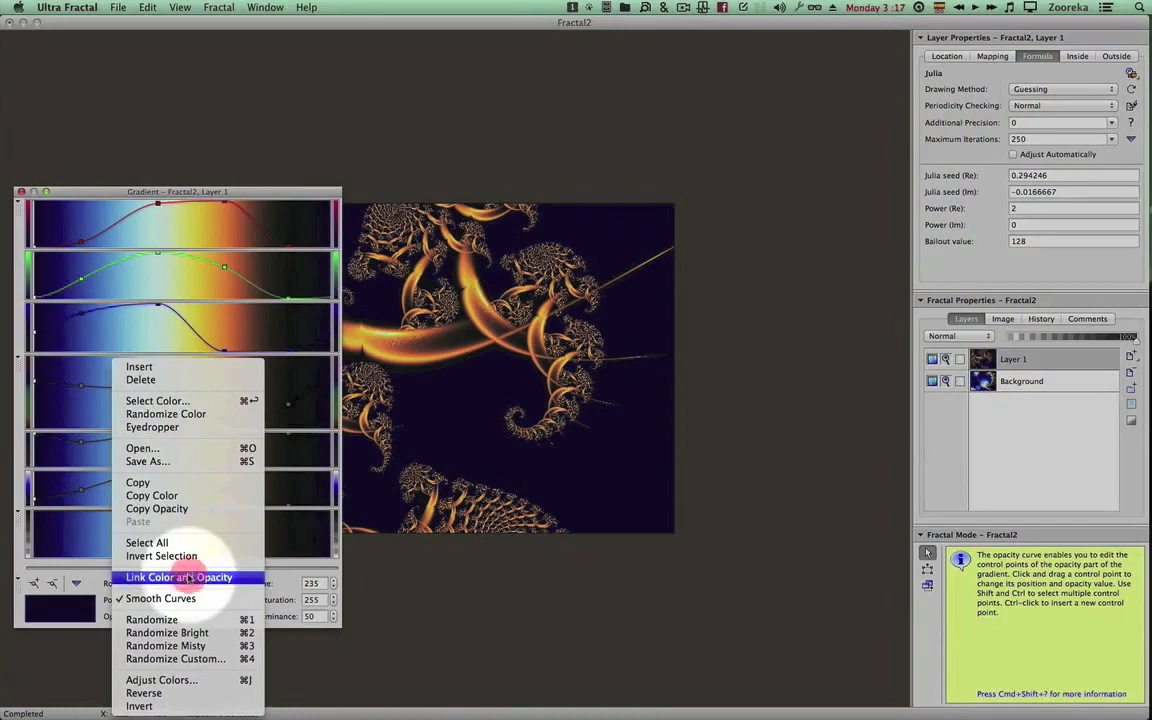 Ultra Fractal File Edit View Fractal Window Help Monday 3 :17 Zooreka
Fractal2
Layer Properties - Fractal2, Layer 1
Location Mapping Formula Inside Outside
Julia
Drawing Method: Guessing
Periodicity Checking: Normal
Additional Precision: 0
Maximum Iterations: 250
Adjust Automatically
Julia seed (Re): 0.294246
Julia seed (Im): -0.0166667
Power (Re) 2
Power (Im): 0
Bailout value: 128
Gradient - Fractal2, Layer 1
Insert
Delete
Select Color... ⌘↩
Randomize Color
Eyedropper
Open... ⌘O
Save As... ⌘S
Copy
Copy Color
Copy Opacity
Paste
Select All
Invert Selection
Link Color and Opacity
✓ Smooth Curves
Randomize ⌘1
Randomize Bright ⌘2
Randomize Misty ⌘3
Randomize Custom... ⌘4
Adjust Colors... ⌘J
Reverse
Invert
235
255
50
Fractal Properties - Fractal2
Layers Image History Comments
Normal 100%
Layer 1
Background
Fractal Mode - Fractal2
The opacity curve enables you to edit
the control points of the opacity part of the
gradient. Click and drag a control point to
change its position and opacity value. Use
Shift and Ctrl to select multiple control
points. Ctrl-click to insert a new control
point.
Press Cmd+Shift+? for more information
Completed X: